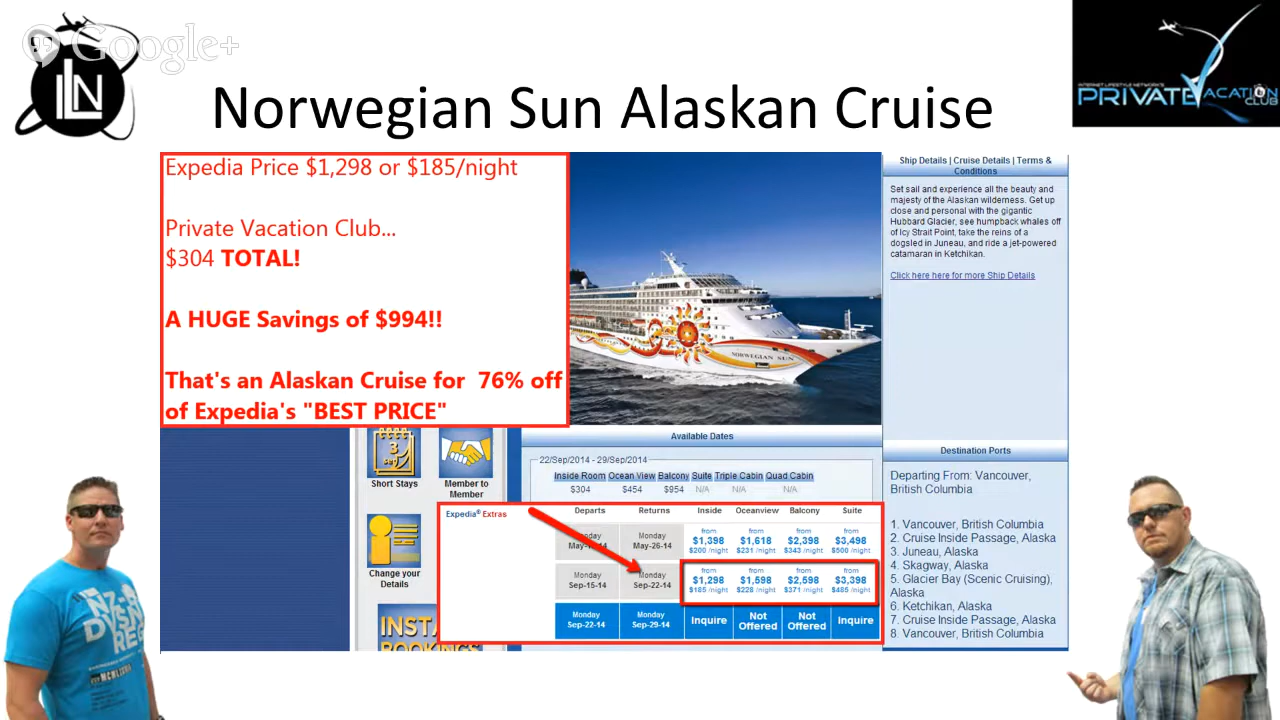 Google+
ILN
INTERNET LIFESTYLE NETWORK'S
PRIVATE VACATION
CLUB
Norwegian Sun Alaskan Cruise
Expedia Price $1,298 or $185/night
Private Vacation Club...
$304 TOTAL!
A HUGE Savings of $994!!
That's an Alaskan Cruise for 76% off
of Expedia's "BEST PRICE"
NORWEGIAN SUN
Ship Details | Cruise Details | Terms &
Conditions
Set sail and experience all the beauty and
majesty of the Alaskan wilderness. Get up
close and personal with the gigantic
Hubbard Glacier, see humpback whales off
of Icy Strait Point, take the reins of a
dogsled in Juneau, and ride a jet-powered
catamaran in Ketchikan.
Click here here for more Ship Details
Short Stays
Member to
Member
Change your
Details
INSTA
BOOKINGS
Available Dates
22/Sep/2014 - 29/Sep/2014
Inside Room Ocean View Balcony Suite Triple Cabin Quad Cabin
$304 $454 $954 N/A N/A N/A
Expedia® Extras
Departs Returns Inside Oceanview Balcony Suite
Monday Monday from from from from
May-26-14 $1,398 $1,618 $2,398 $3,498
$200 /night $231 /night $343 /night $500 /night
Monday Monday from from from from
Sep-15-14 Sep-22-14 $1,298 $1,598 $2,598 $3,398
$185 /night $228 /night $371 /night $485 /night
Monday Monday Inquire Not Not Inquire
Sep-22-14 Sep-29-14 Offered Offered
Destination Ports
Departing From: Vancouver,
British Columbia
1. Vancouver, British Columbia
2. Cruise Inside Passage, Alaska
3. Juneau, Alaska
4. Skagway, Alaska
5. Glacier Bay (Scenic Cruising),
Alaska
6. Ketchikan, Alaska
7. Cruise Inside Passage, Alaska
8. Vancouver, British Columbia